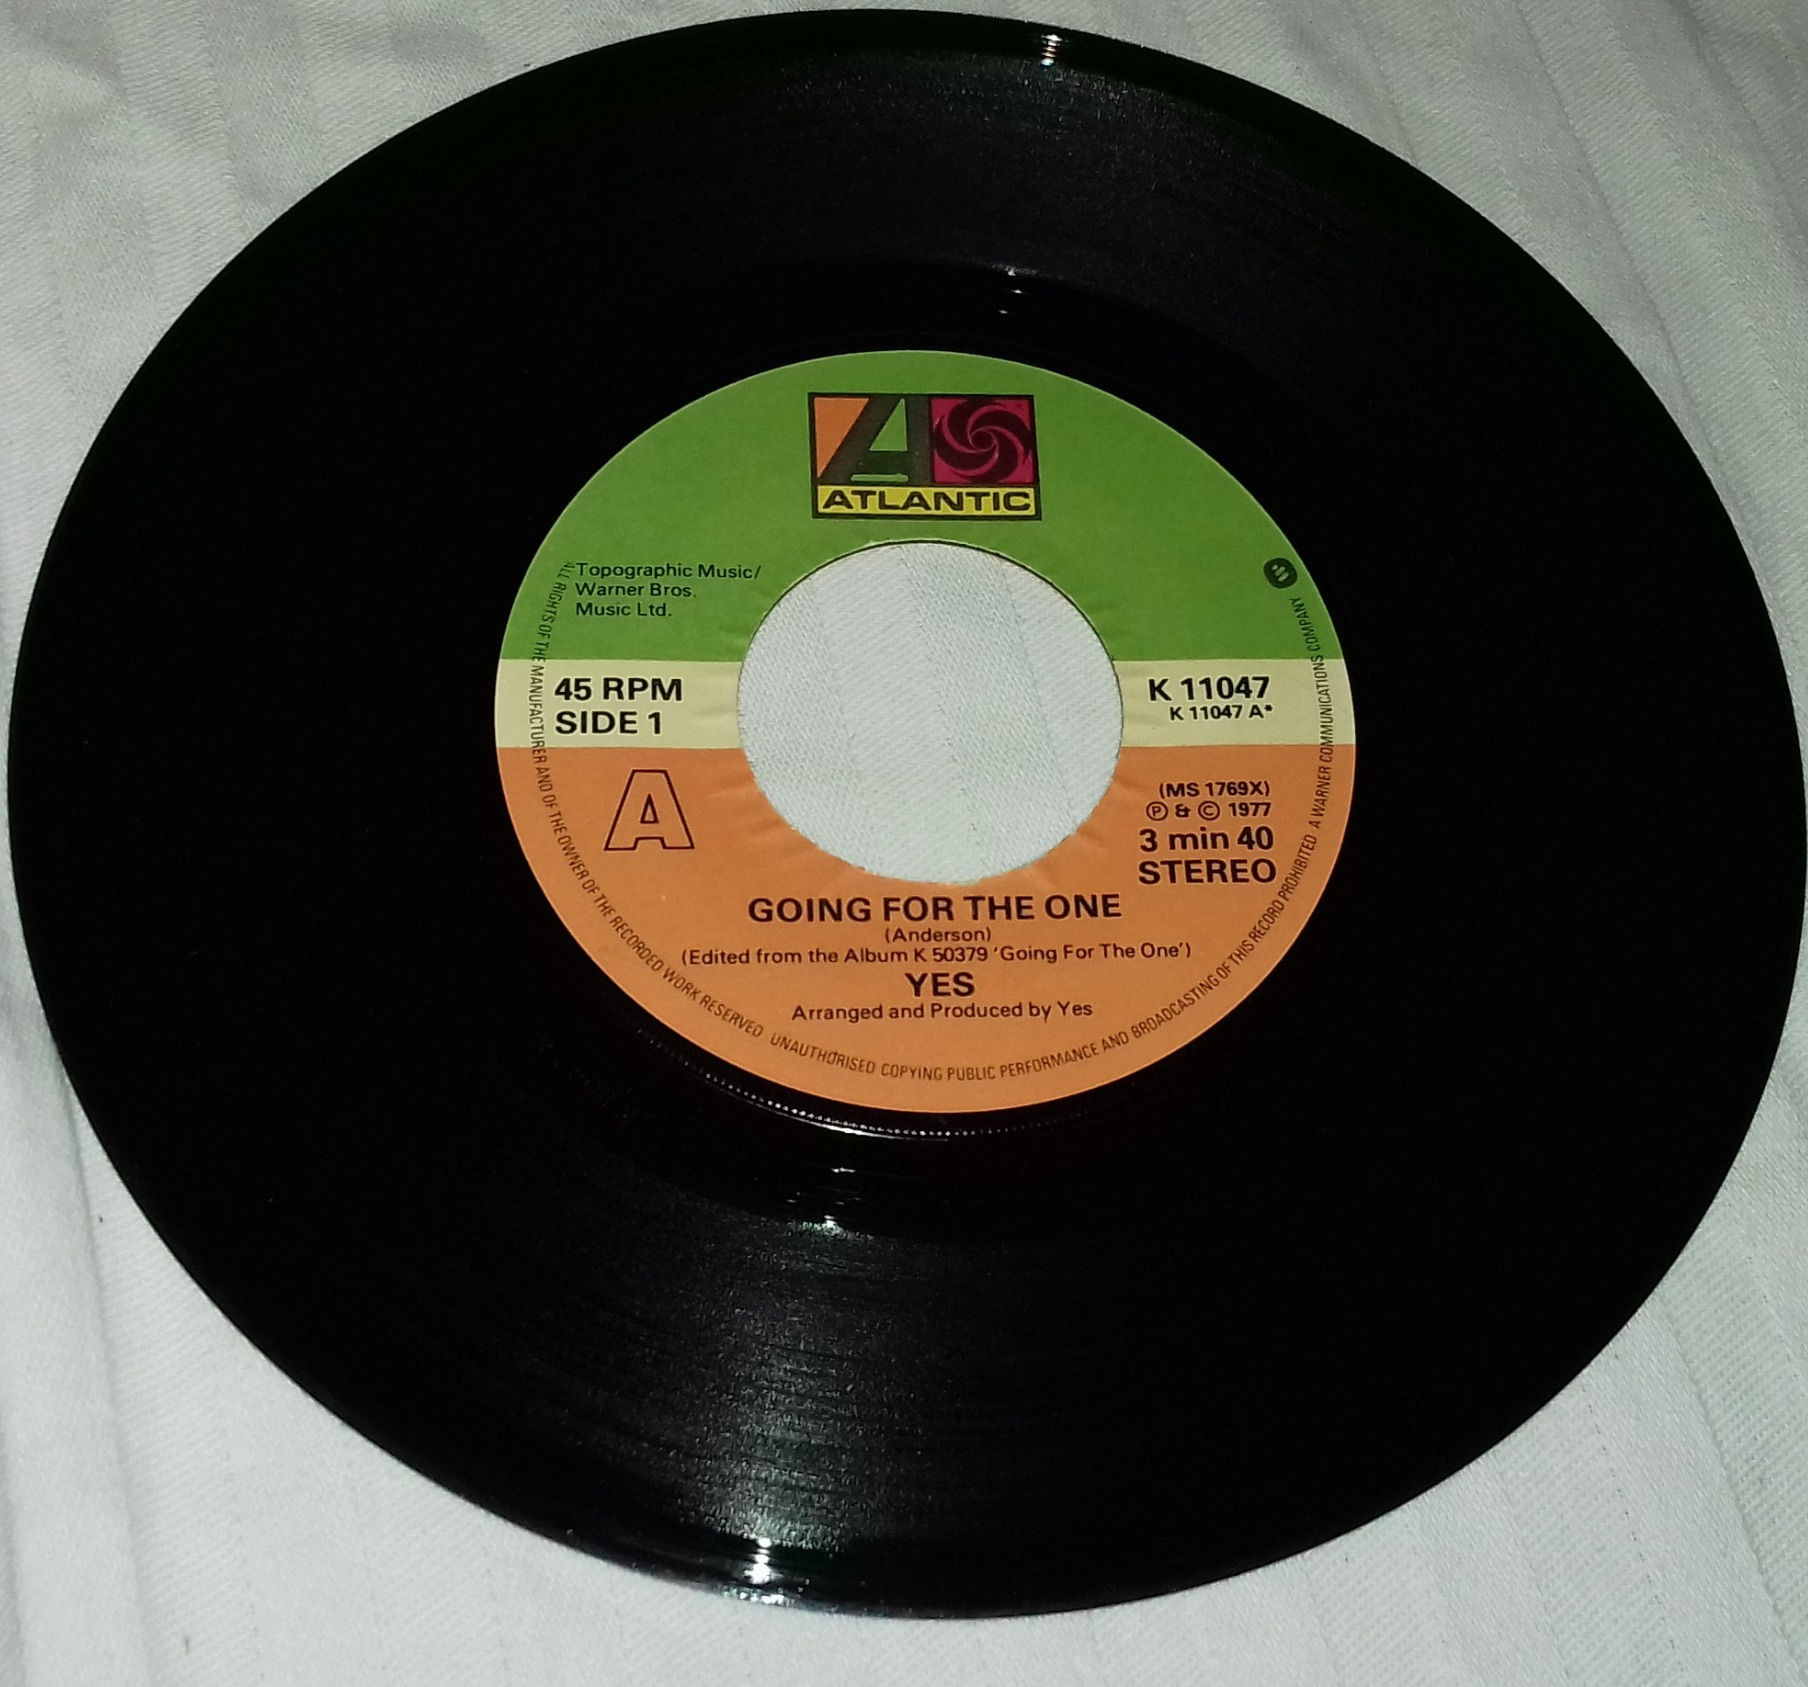 ATLANTIC
Topographic Music/
Warner Bros.
Music Ltd.
45 RPM
SIDE 1
K 11047
K 11047 A*
A
(MS 1769X)
℗ & © 1977
3 min 40
STEREO
GOING FOR THE ONE
(Anderson)
(Edited from the Album K 50379 'Going For The One')
YES
Arranged and Produced by Yes
ALL RIGHTS OF THE MANUFACTURER AND OF THE OWNER OF THE RECORDED WORK RESERVED UNAUTHORISED COPYING PUBLIC PERFORMANCE AND BROADCASTING OF THIS RECORD PROHIBITED A WARNER COMMUNICATIONS COMPANY